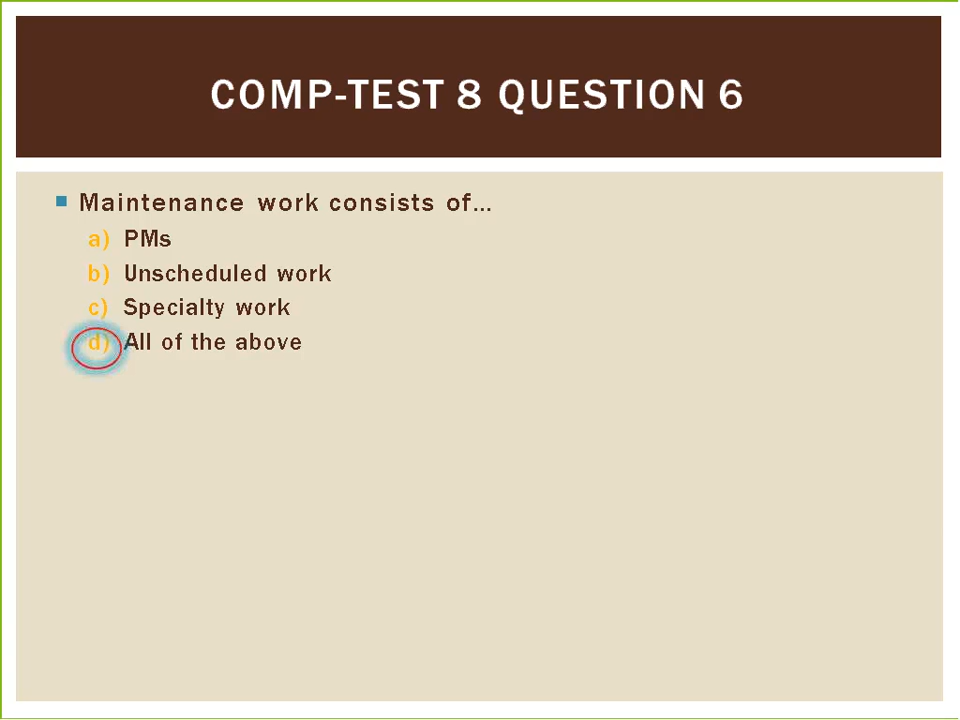 COMP-TEST 8 QUESTION 6
Maintenance work consists of…
a) PMs
b) Unscheduled work
c) Specialty work
d) All of the above